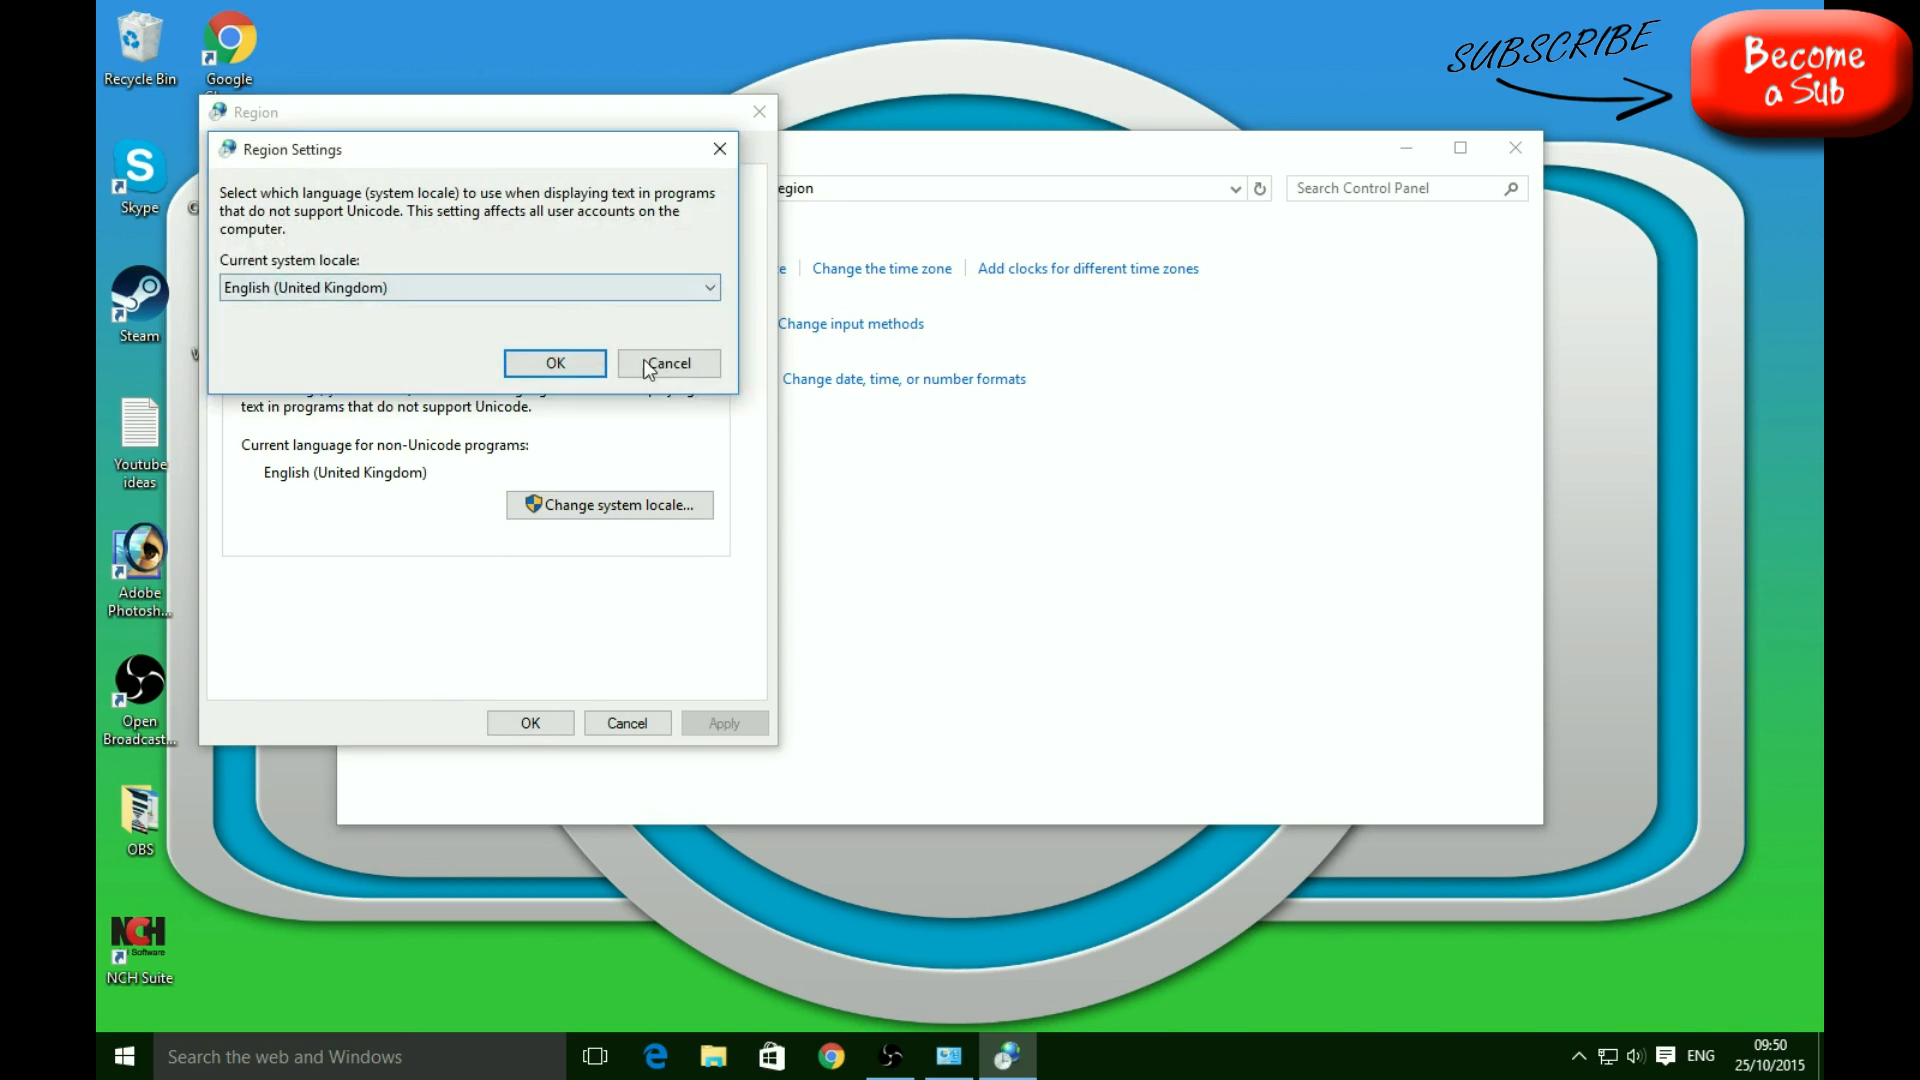 Recycle Bin
Google
SUBSCRIBE
Become
a Sub
Region
Region Settings
Select which language (system locale) to use when displaying text in programs
that do not support Unicode. This setting affects all user accounts on the
computer.
Current system locale:
English (United Kingdom)
OK
Cancel
text in programs that do not support Unicode.
Current language for non-Unicode programs:
English (United Kingdom)
Change system locale...
OK
Cancel
Apply
egion
Search Control Panel
e
Change the time zone
Add clocks for different time zones
Change input methods
Change date, time, or number formats
S
Skype
Steam
Youtube
ideas
Adobe
Photosh...
Open
Broadcast...
OBS
NCH
Software
NCH Suite
Search the web and Windows
ENG
09:50
25/10/2015